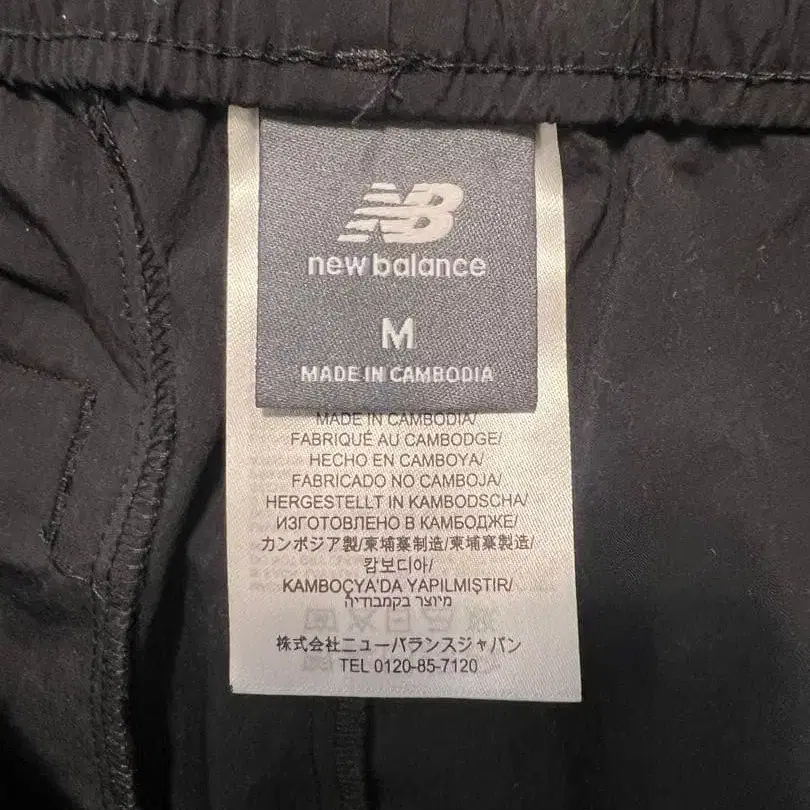 NB
new balance
M
MADE IN CAMBODIA
MADE IN CAMBODIA/
FABRIQUÉ AU CAMBODGE/
HECHO EN CAMBOYA/
FABRICADO NO CAMBOJA/
HERGESTELLT IN KAMBODSCHA/
ИЗГОТОВЛЕНО В КАМБОДЖЕ/
カンボジア製/柬埔寨制造/柬埔寨製造/
캄보디아/
KAMBOÇYA'DA YAPILMIŞTIR/
מיוצר בקמבודיה
株式会社ニューバランスジャパン
TEL 0120-85-7120